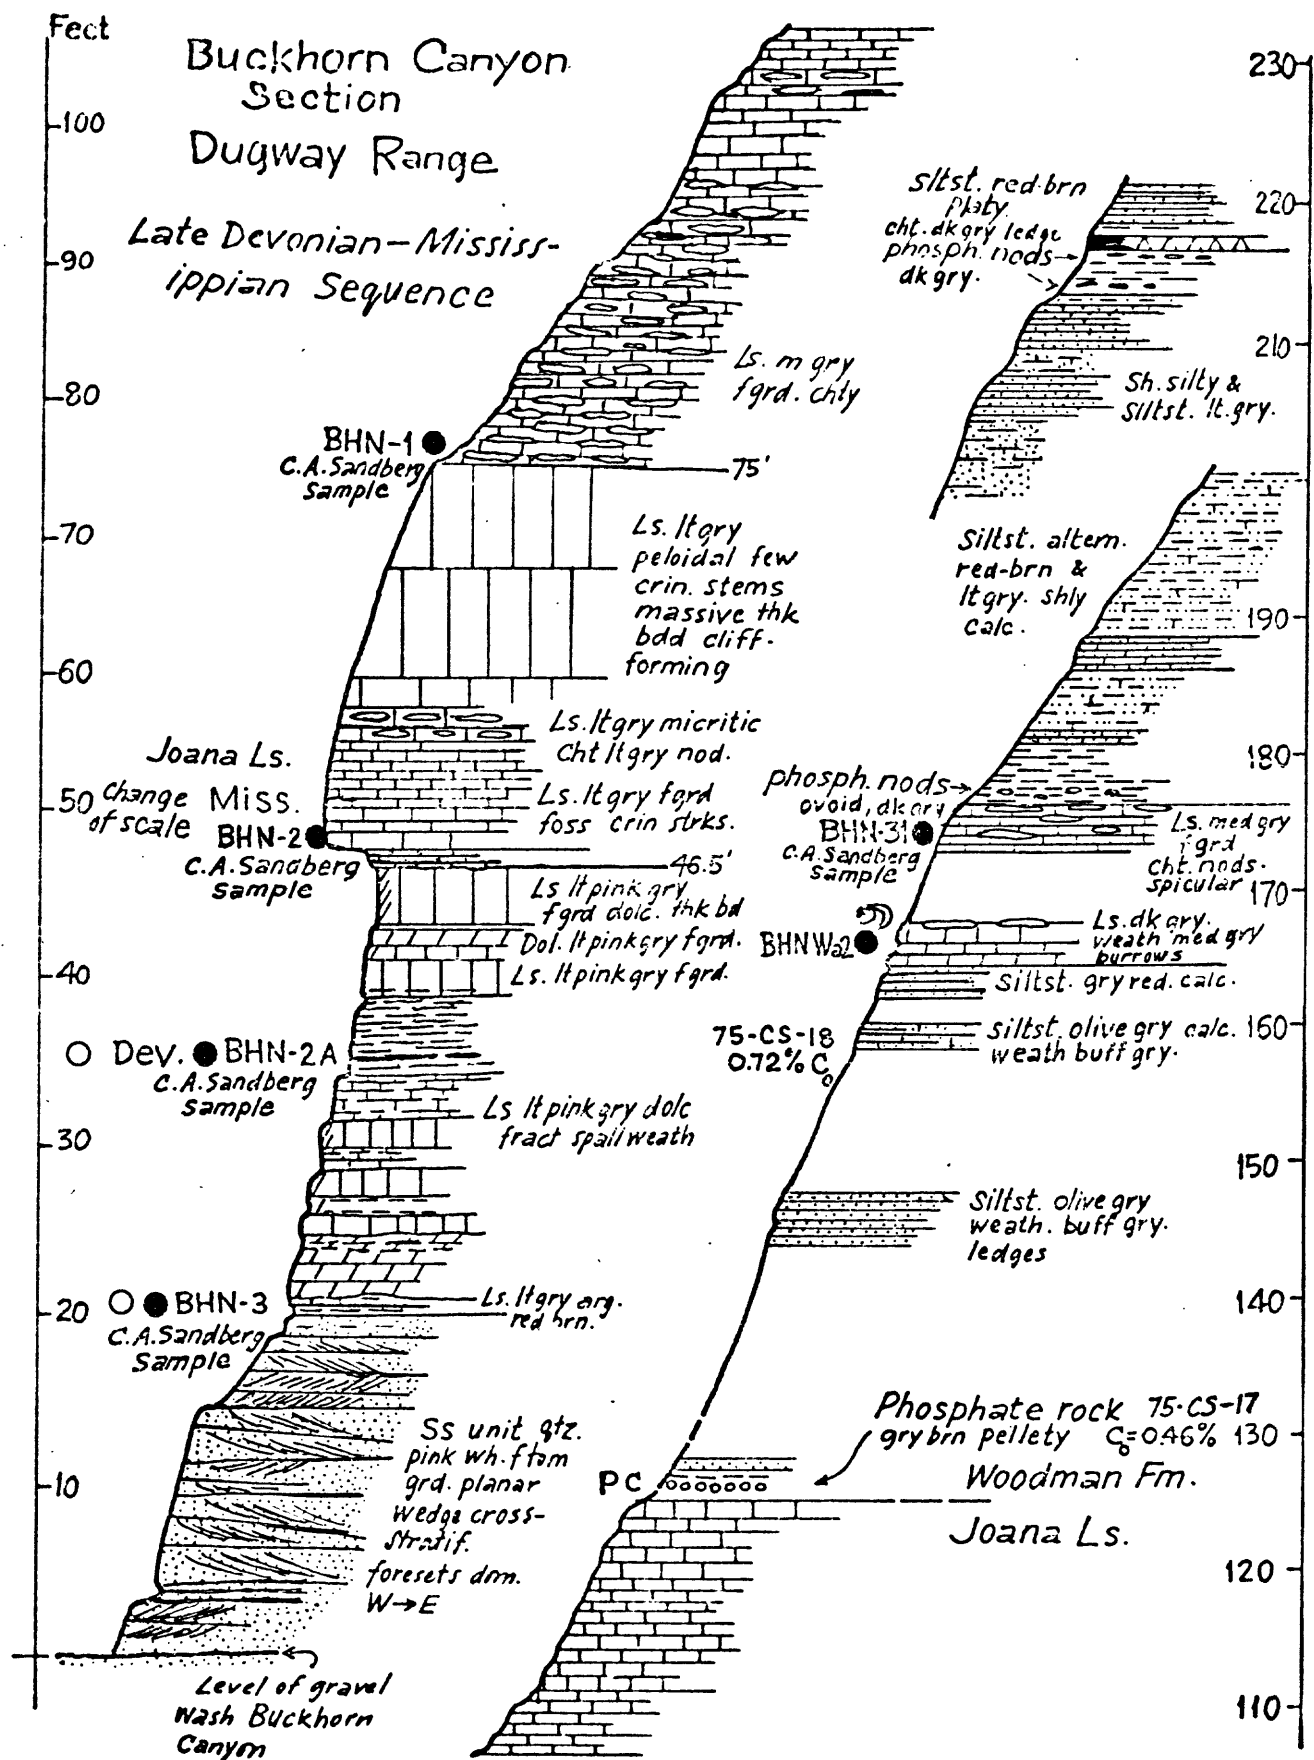 Feet
Buckhorn Canyon
Section
Dugway Range
Late Devonian-Mississ-
ippian Sequence
100
90
80
70
60
50
40
30
20
10
BHN-1
C.A.Sandberg
Sample
Ls. m gry
fgrd. chty
75'
Ls. lt gry
peloidal few
crin. stems
massive thk
bdd cliff-
forming
Ls. lt gry micritic
Cht lt gry nod.
Joana Ls.
Change
of scale
Miss.
Ls. lt gry fgrd
foss crin strks.
BHN-2
C.A.Sandberg
Sample
46.5'
Ls lt pink gry
fgrd dolc. thk bd
Dol. lt pink gry fgrd.
Ls. lt pink gry fgrd.
Dev. BHN-2A
C.A.Sandberg
Sample
Ls lt pink gry dolc
fract spall weath
BHN-3
C.A.Sandberg
Sample
Ls. lt gry arg.
red brn.
Ss unit qtz.
pink wh. f to m
grd. planar
wedge cross-
stratif.
foresets dom.
W→E
Level of gravel
Wash Buckhorn
Canyon
230
220
210
190
180
170
160
150
140
130
120
110
Sltst. red-brn
Platy
cht. dk gry ledge
phosph. nods
dk gry.
Sh. silty &
Siltst. lt. gry.
Siltst. altern.
red-brn &
lt gry. shly
calc.
phosph. nods
ovoid, dk gry
BHN-31
C.A.Sandberg
Sample
Ls. med gry
fgrd
cht. nods.
spicular
BHN Wa2
Ls. dk gry.
weath med gry
burrows
Siltst. gry red. calc.
75-CS-18
0.72% Co
siltst. olive gry calc.
weath buff gry.
Siltst. olive gry
weath. buff gry.
ledges
Phosphate rock 75-CS-17
gry brn pellety Co=0.46%
PC
Woodman Fm.
Joana Ls.